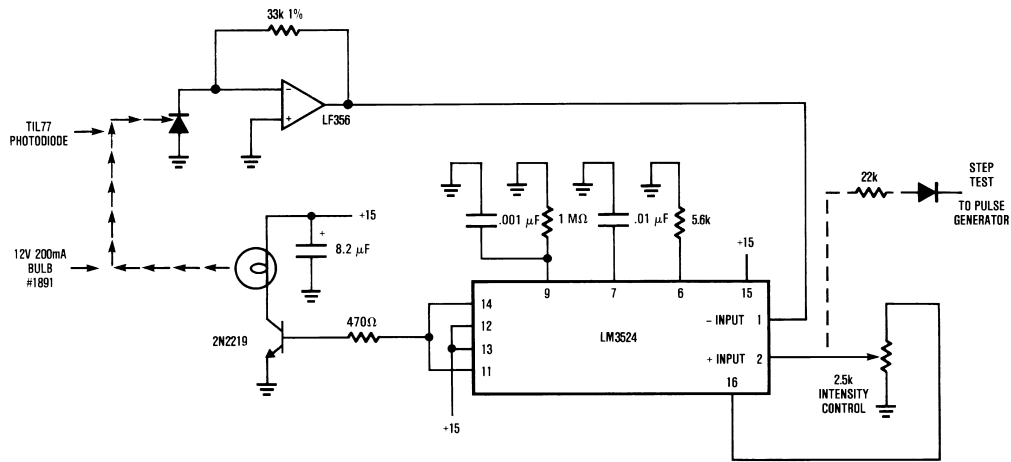 33k 1%
−
+
LF356
TIL77
PHOTODIODE
12V 200mA
BULB
#1891
+15
+
8.2 µF
2N2219
470Ω
.001 µF
1 MΩ
.01 µF
5.6k
+15
9
7
6
15
14
12
13
11
LM3524
− INPUT 1
+ INPUT 2
16
+15
22k
STEP
TEST
TO PULSE
GENERATOR
2.5k
INTENSITY
CONTROL